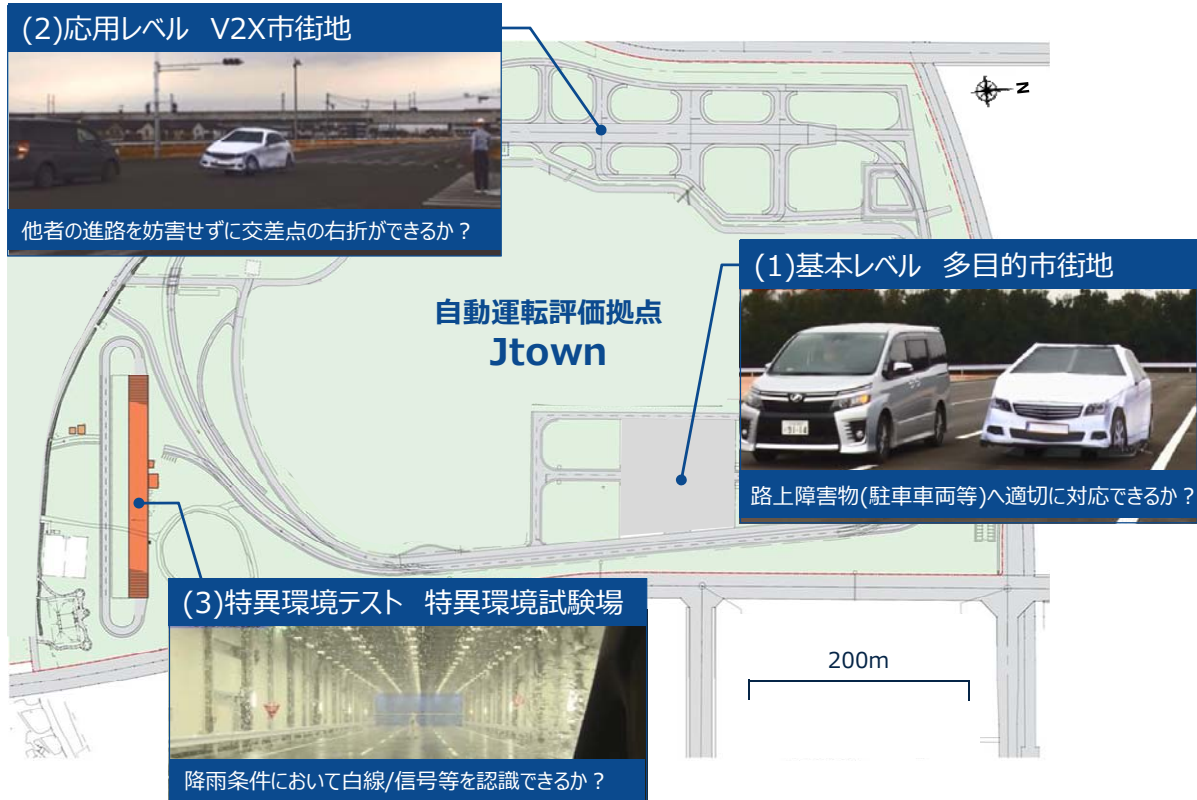 (2)応用レベル　V2X市街地
他者の進路を妨害せずに交差点の右折ができるか？
N
(1)基本レベル　多目的市街地
路上障害物(駐車車両等)へ適切に対応できるか？
自動運転評価拠点
Jtown
(3)特異環境テスト　特異環境試験場
降雨条件において白線/信号等を認識できるか？
200m